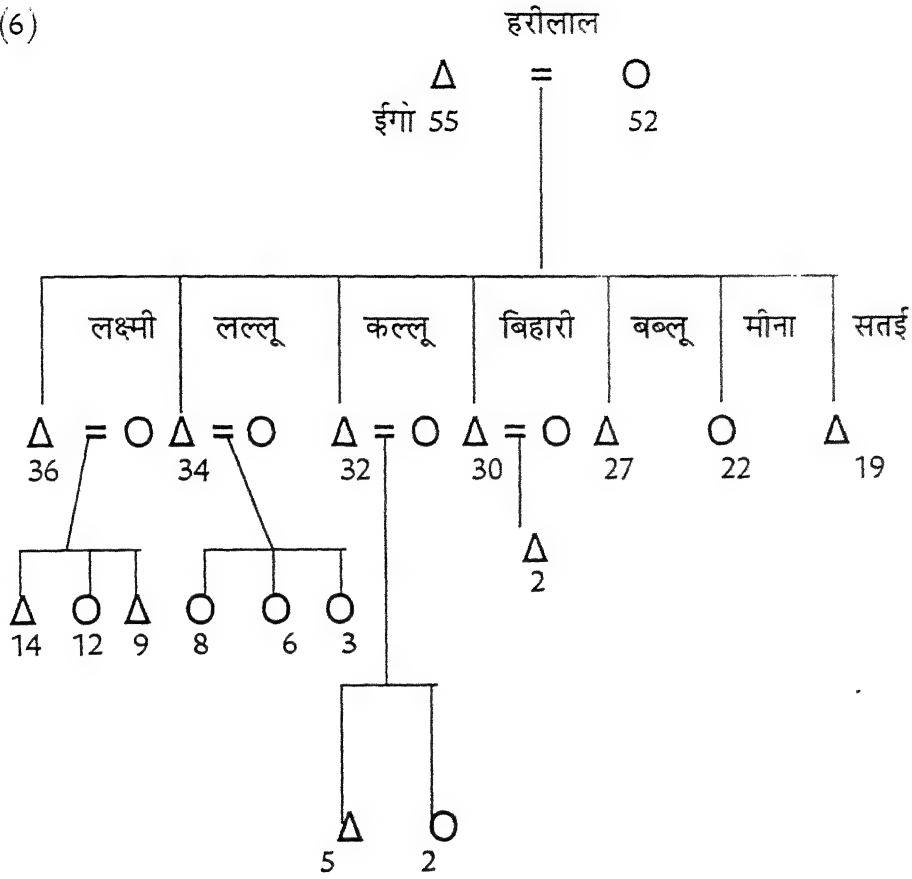 (6)
हरीलाल
Δ = O
ईगो 55 52
लक्ष्मी लल्लू कल्लू बिहारी बब्लू मीना सतई
Δ = O Δ = O Δ = O Δ = O Δ O Δ
36 34 32 30 27 22 19
Δ
2
Δ O Δ O O O
14 12 9 8 6 3
Δ O
5 2